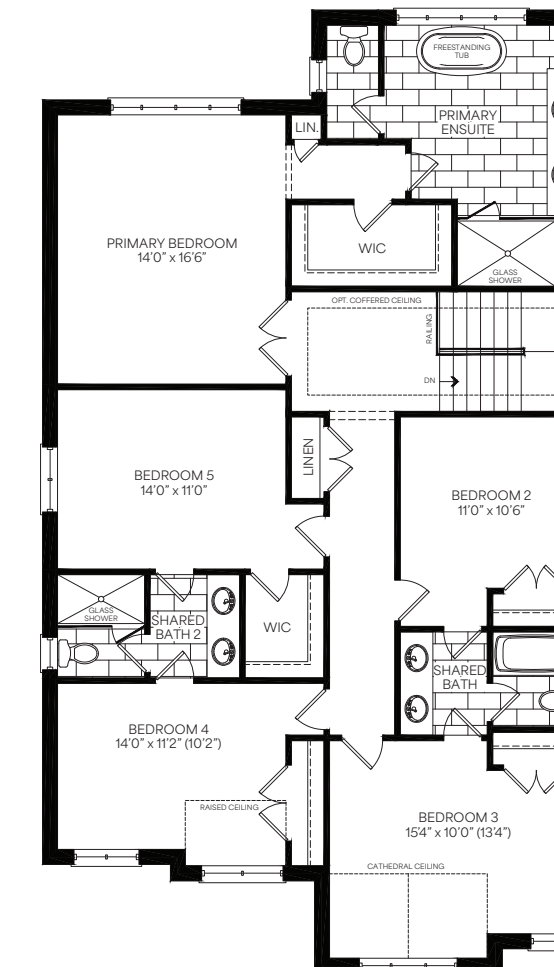 FREESTANDING
TUB
LIN.
PRIMARY
ENSUITE
PRIMARY BEDROOM
14'0" x 16'6"
WIC
GLASS
SHOWER
OPT. COFFERED CEILING
RAILING
DN
LINEN
BEDROOM 5
14'0" x 11'0"
BEDROOM 2
11'0" x 10'6"
GLASS
SHOWER
SHARED
BATH 2
WIC
SHARED
BATH
BEDROOM 4
14'0" x 11'2" (10'2")
RAISED CEILING
BEDROOM 3
15'4" x 10'0" (13'4")
CATHEDRAL CEILING